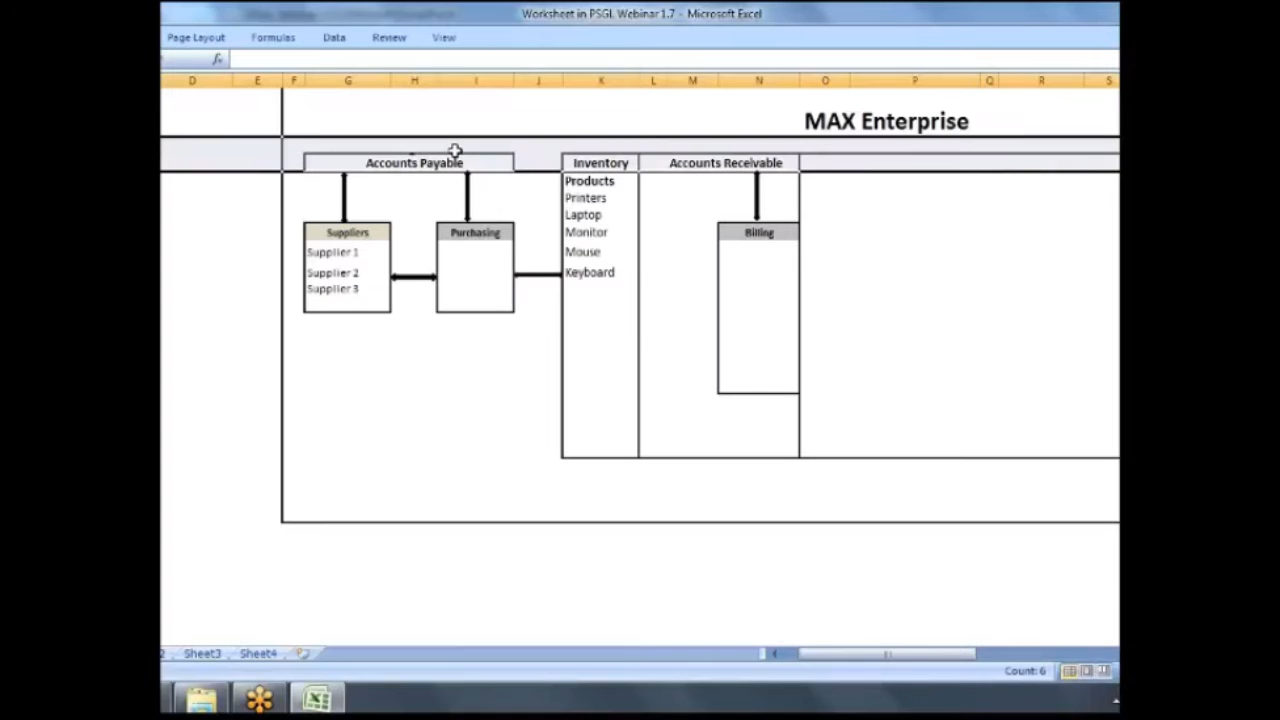 Worksheet in PSGL Webinar 1.7 - Microsoft Excel
Page Layout Formulas Data Review View
fx
D E F G H I J K L M N O P Q R S
MAX Enterprise
Accounts Payable Inventory Accounts Receivable
Products
Printers
Laptop
Suppliers Purchasing Monitor Billing
Supplier 1 Mouse
Supplier 2 Keyboard
Supplier 3
2 Sheet3 Sheet4
Count: 6